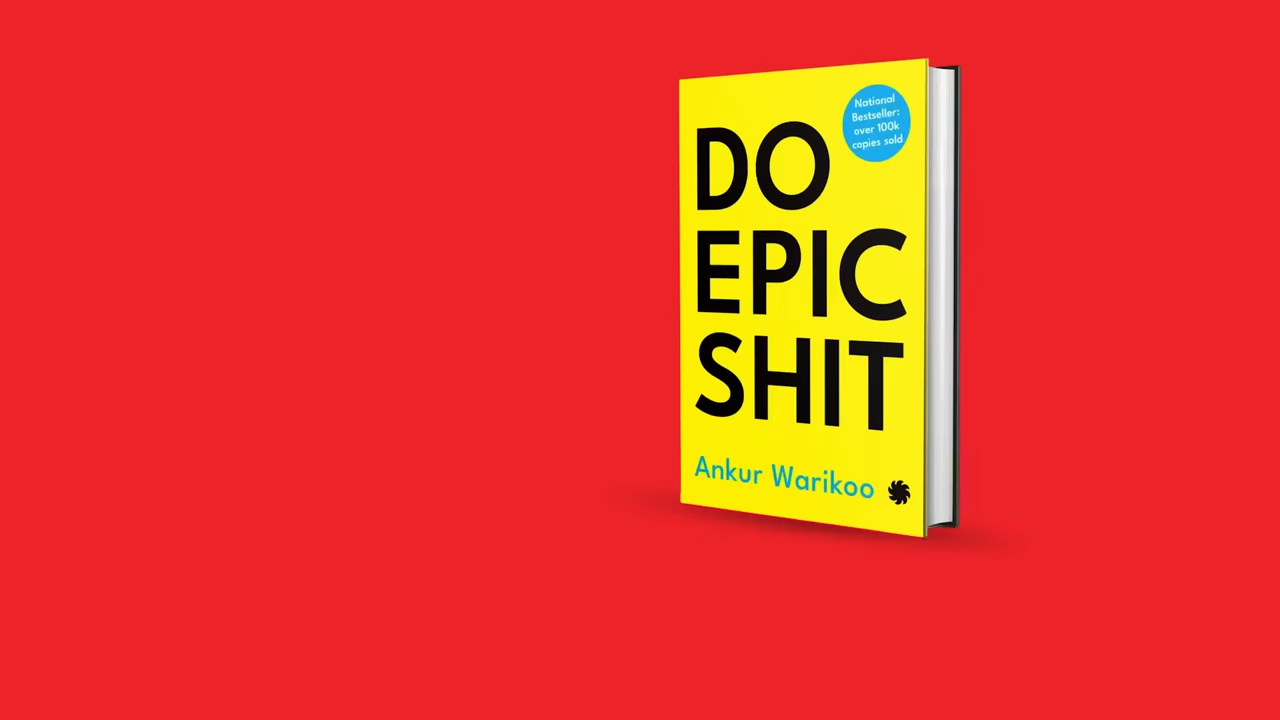 National
Bestseller:
over 100k
copies sold
DO
EPIC
SHIT
Ankur Warikoo